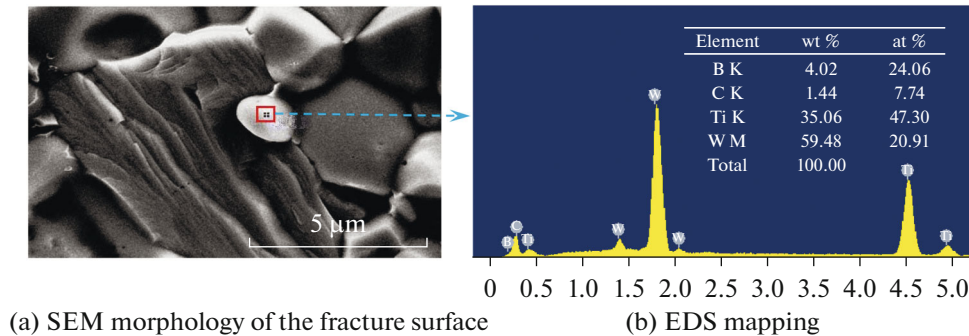 5 µm
Element wt % at %
B K 4.02 24.06
C K 1.44 7.74
Ti K 35.06 47.30
W M 59.48 20.91
Total 100.00
W
Ti
C
B Ti W W Ti
0 0.5 1.0 1.5 2.0 2.5 3.0 3.5 4.0 4.5 5.0
(a) SEM morphology of the fracture surface
(b) EDS mapping